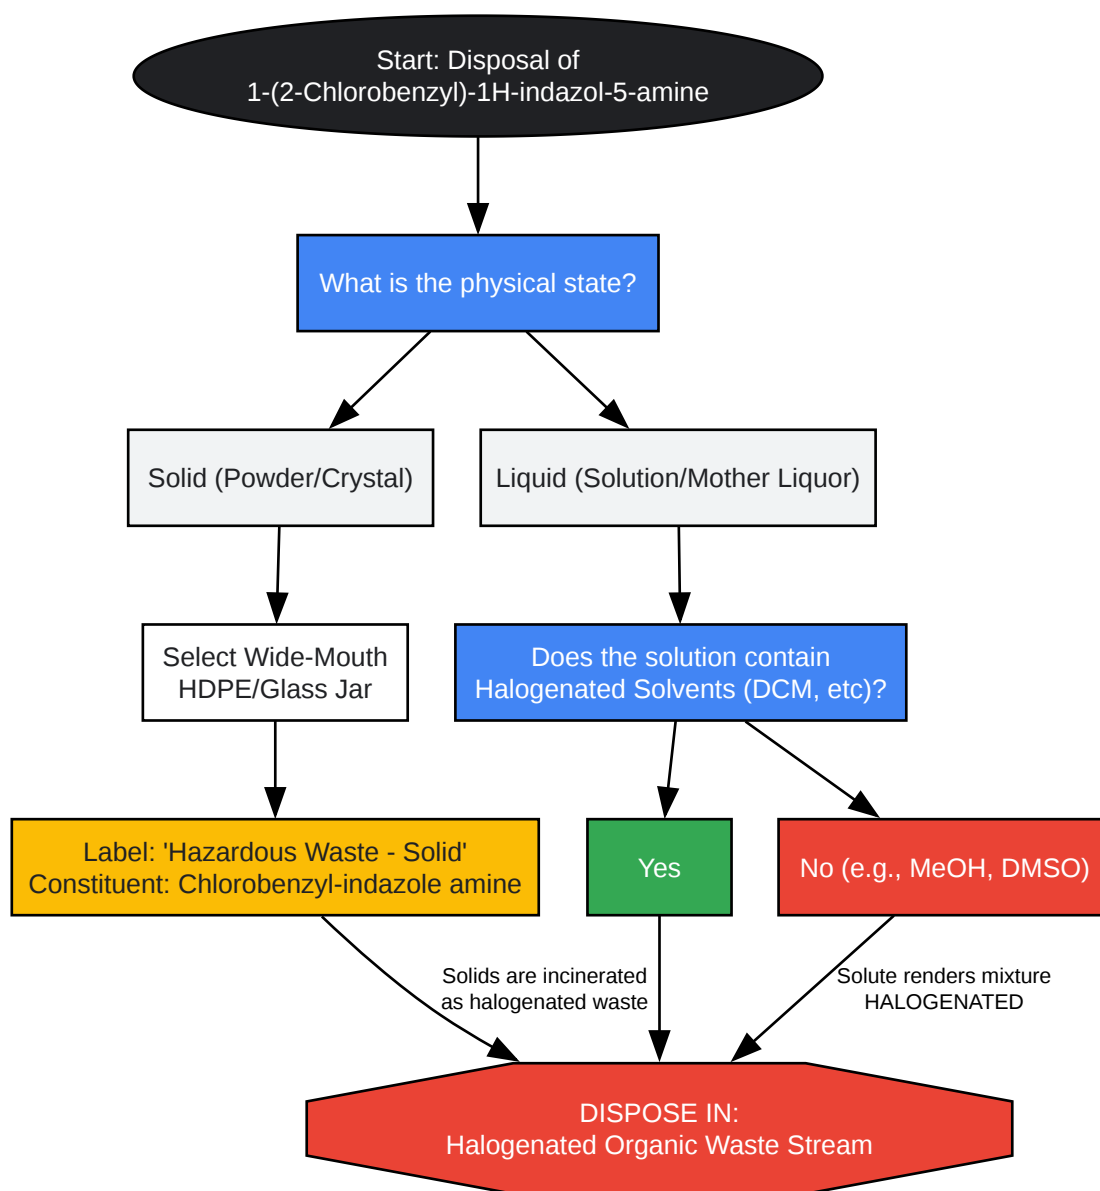 Start: Disposal of
1-(2-Chlorobenzyl)-1H-indazol-5-amine
What is the physical state?
Solid (Powder/Crystal)
Liquid (Solution/Mother Liquor)
Select Wide-Mouth
HDPE/Glass Jar
Does the solution contain
Halogenated Solvents (DCM, etc)?
Label: 'Hazardous Waste - Solid'
Constituent: Chlorobenzyl-indazole amine
Yes
No (e.g., MeOH, DMSO)
Solids are incinerated
as halogenated waste
Solute renders mixture
HALOGENATED
DISPOSE IN:
Halogenated Organic Waste Stream